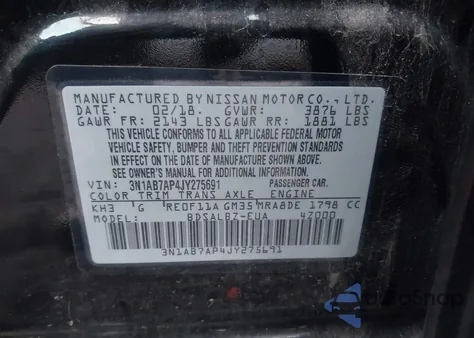 MANUFACTURED BY NISSAN MOTOR CO., LTD.
DATE: 02/18. GVWR: 3876 LBS
GAWR FR: 2143 LBS GAWR RR: 1881 LBS
THIS VEHICLE CONFORMS TO ALL APPLICABLE FEDERAL MOTOR
VEHICLE SAFETY, BUMPER, AND THEFT PREVENTION STANDARDS
IN EFFECT ON THE DATE OF MANUFACTURE SHOWN ABOVE.
SEE OWNER'S MANUAL FOR ADDITIONAL INFORMATION.
VIN: 3N1AB7AP4JY275691 PASSENGER CAR.
COLOR TRIM TRANS AXLE ENGINE
KH3 G RE0F11A GM35 MRA8DE 1798 CC
MODEL: BDSALBZ-EUA 4Z000
3N1AB7AP4JY275691
AutoSnap